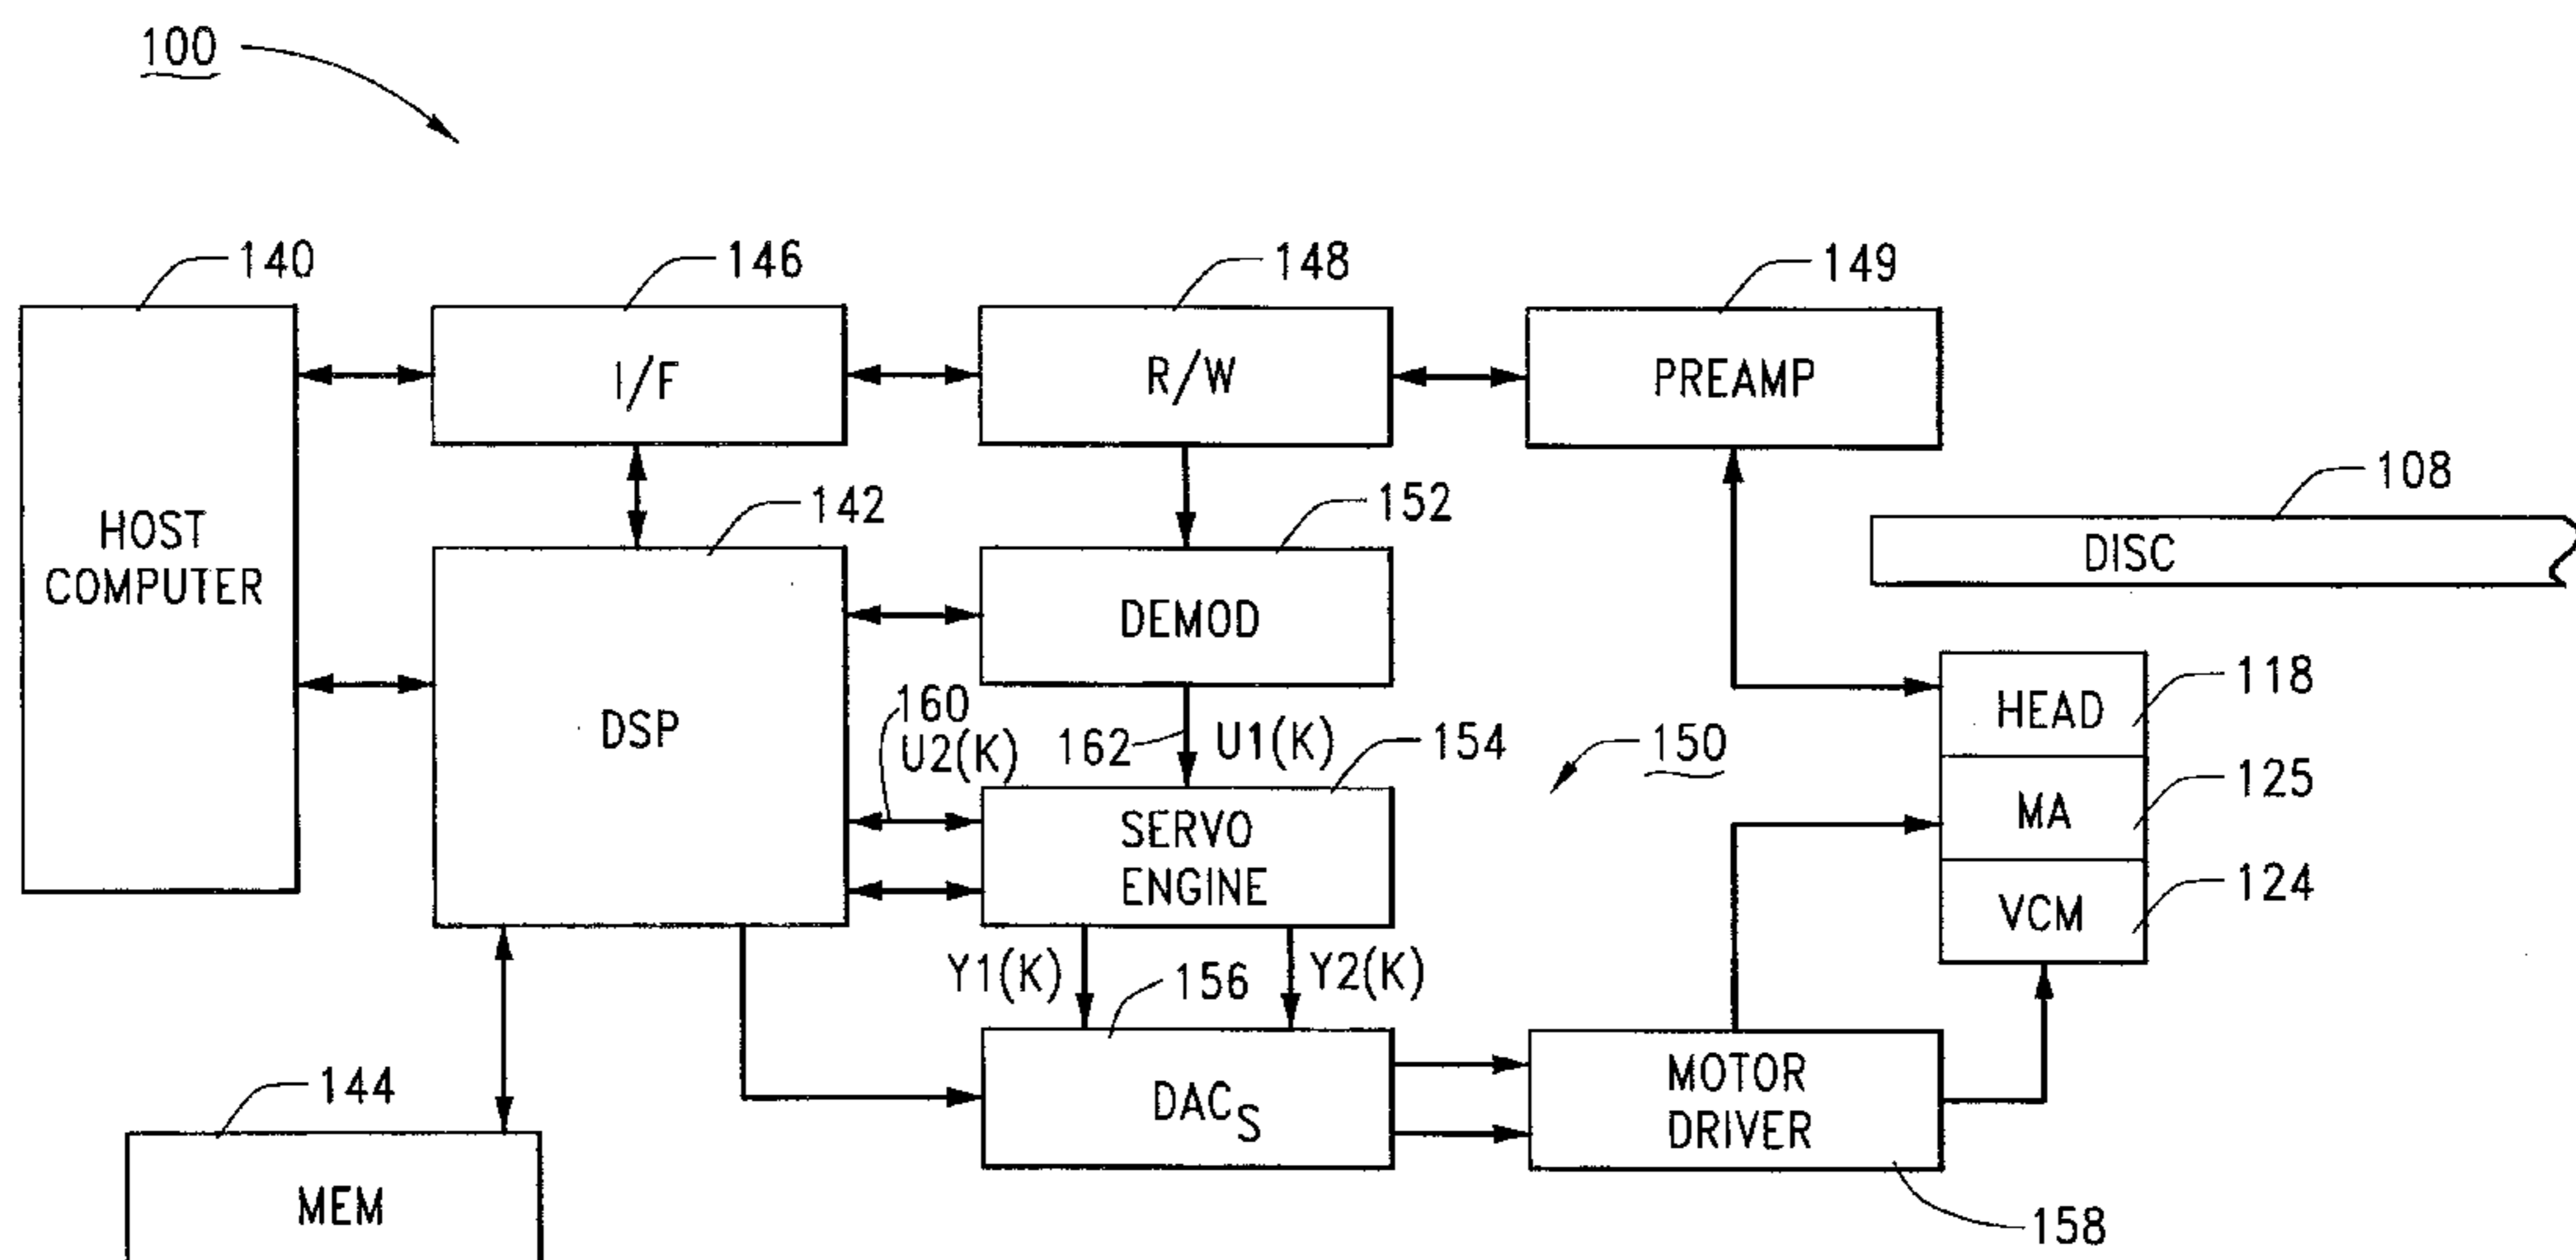 100
140
146
148
149
I/F
R/W
PREAMP
HOST
COMPUTER
142
152
108
DISC
DEMOD
DSP
160
U2(K)
162
U1(K)
154
150
HEAD
118
MA
125
VCM
124
SERVO
ENGINE
Y1(K)
156
Y2(K)
144
DACS
MOTOR
DRIVER
MEM
158